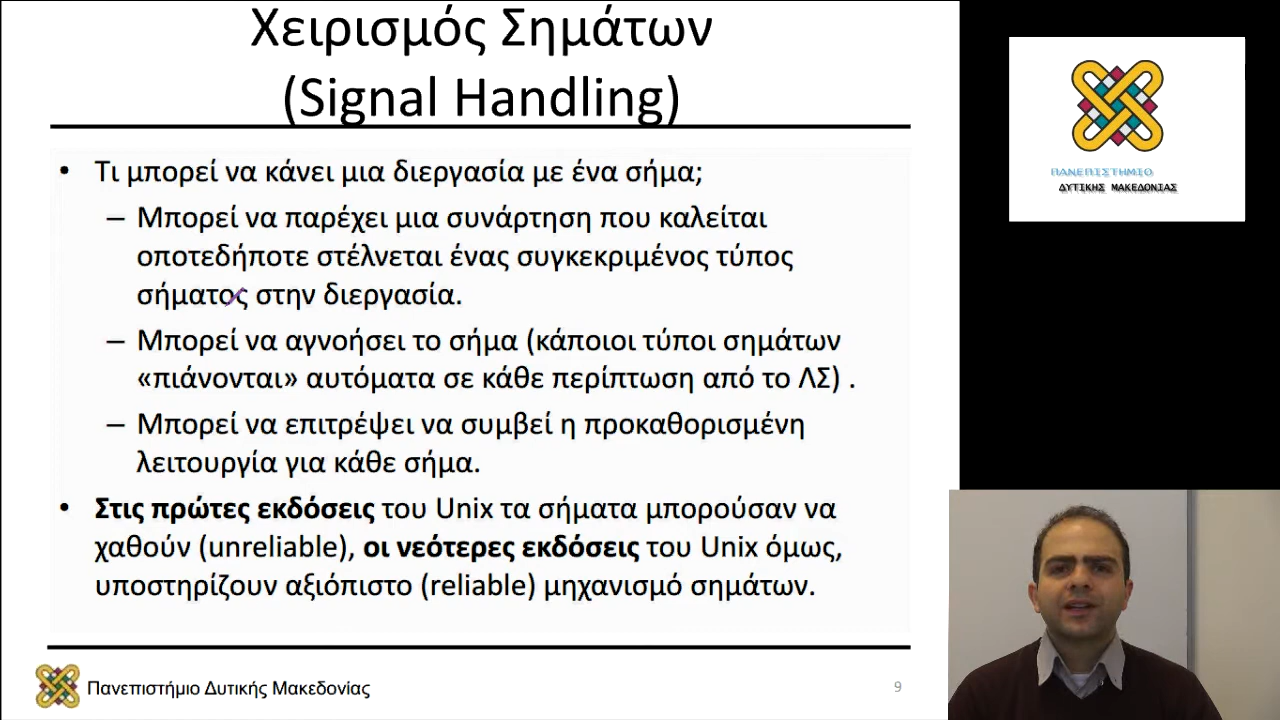 Χειρισμός Σημάτων
(Signal Handling)
• Τι μπορεί να κάνει μια διεργασία με ένα σήμα;
– Μπορεί να παρέχει μια συνάρτηση που καλείται
οποτεδήποτε στέλνεται ένας συγκεκριμένος τύπος
σήματος στην διεργασία.
– Μπορεί να αγνοήσει το σήμα (κάποιοι τύποι σημάτων
«πιάνονται» αυτόματα σε κάθε περίπτωση από το ΛΣ) .
– Μπορεί να επιτρέψει να συμβεί η προκαθορισμένη
λειτουργία για κάθε σήμα.
• Στις πρώτες εκδόσεις του Unix τα σήματα μπορούσαν να
χαθούν (unreliable), οι νεότερες εκδόσεις του Unix όμως,
υποστηρίζουν αξιόπιστο (reliable) μηχανισμό σημάτων.
Πανεπιστήμιο Δυτικής Μακεδονίας
9
ΠΑΝΕΠΙΣΤΗΜΙΟ
ΔΥΤΙΚΗΣ ΜΑΚΕΔΟΝΙΑΣ